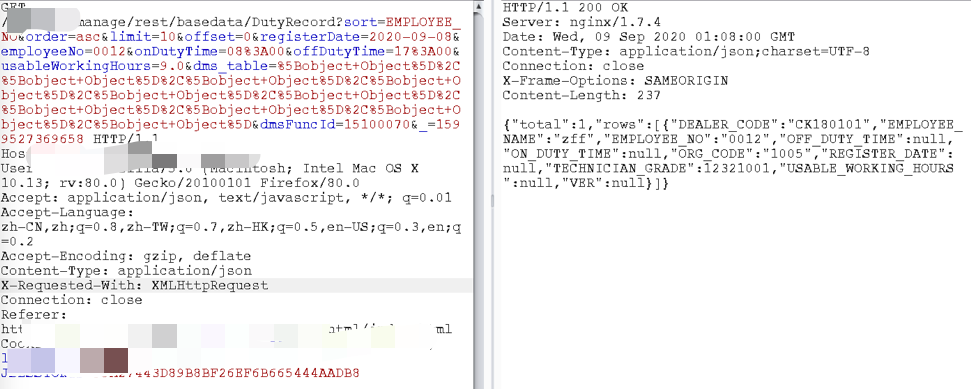 GET
manage/rest/basedata/DutyRecord?sort=EMPLOYEE_
NO&order=asc&limit=10&offset=0&registerDate=2020-09-08&
employeeNo=0012&onDutyTime=08%3A00&offDutyTime=17%3A00&
usableWorkingHours=9.0&dms_table=%5Bobject+Object%5D%2C
%5Bobject+Object%5D%2C%5Bobject+Object%5D%2C%5Bobject+O
bject%5D%2C%5Bobject+Object%5D%2C%5Bobject+Object%5D%2C
%5Bobject+Object%5D%2C%5Bobject+Object%5D%2C%5Bobject+O
bject%5D%2C%5Bobject+Object%5D&dmsFuncId=15100070&_=159
9527369658 HTTP/1.1
Hos
User (Macintosh; Intel Mac OS X
10.13; rv:80.0) Gecko/20100101 Firefox/80.0
Accept: application/json, text/javascript, */*; q=0.01
Accept-Language:
zh-CN,zh;q=0.8,zh-TW;q=0.7,zh-HK;q=0.5,en-US;q=0.3,en;q
=0.2
Accept-Encoding: gzip, deflate
Content-Type: application/json
X-Requested-With: XMLHttpRequest
Connection: close
Referer:
htt ml
Coo
7443D89B8BF26EF6B665444AADB8
HTTP/1.1 200 OK
Server: nginx/1.7.4
Date: Wed, 09 Sep 2020 01:08:00 GMT
Content-Type: application/json;charset=UTF-8
Connection: close
X-Frame-Options: SAMEORIGIN
Content-Length: 237
{"total":1,"rows":[{"DEALER_CODE":"CK180101","EMPLOYEE_
NAME":"zff","EMPLOYEE_NO":"0012","OFF_DUTY_TIME":null,
"ON_DUTY_TIME":null,"ORG_CODE":"1005","REGISTER_DATE":
null,"TECHNICIAN_GRADE":12321001,"USABLE_WORKING_HOURS
":null,"VER":null}]}